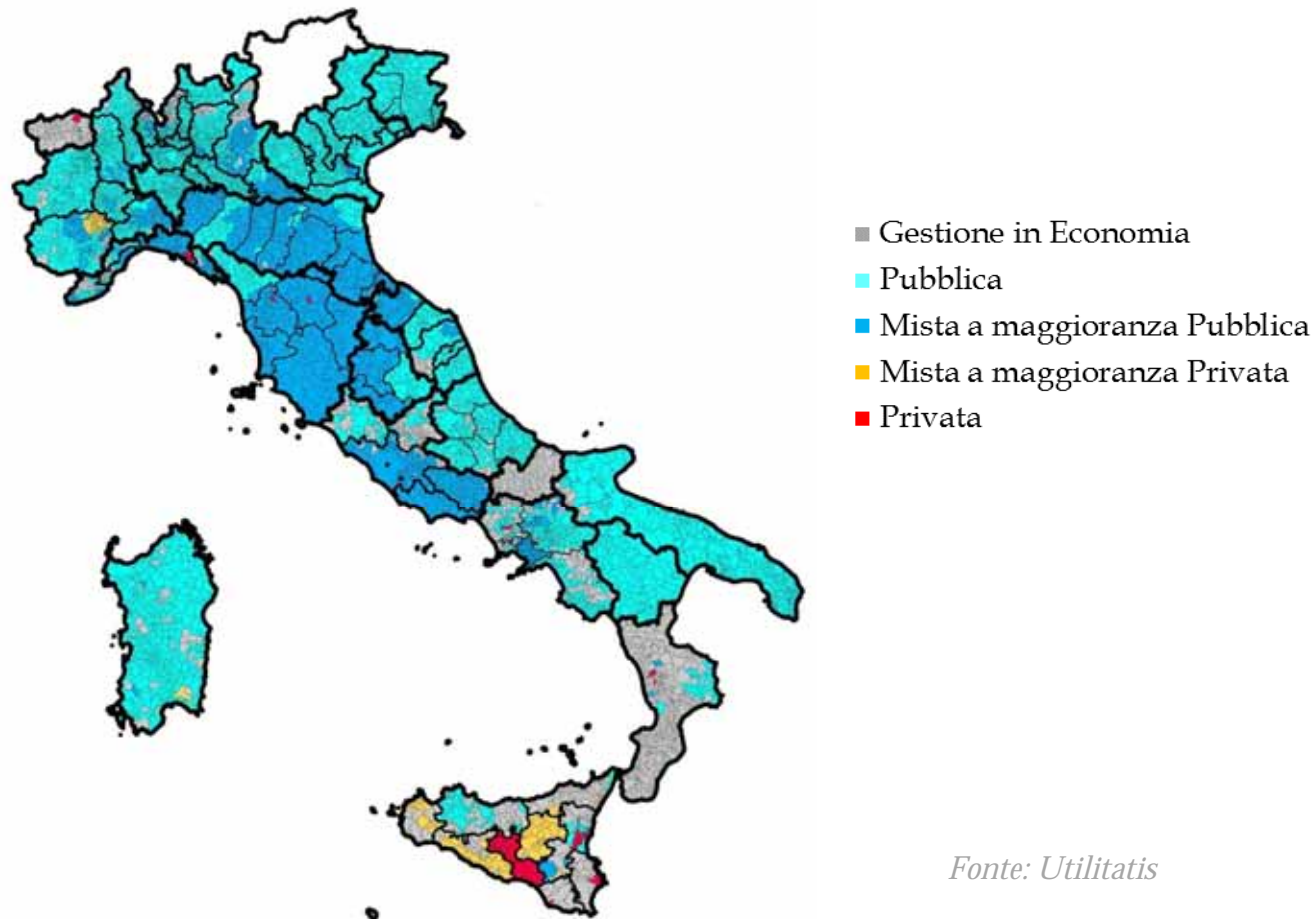 Gestione in Economia
Pubblica
Mista a maggioranza Pubblica
Mista a maggioranza Privata
Privata
Fonte: Utilitatis